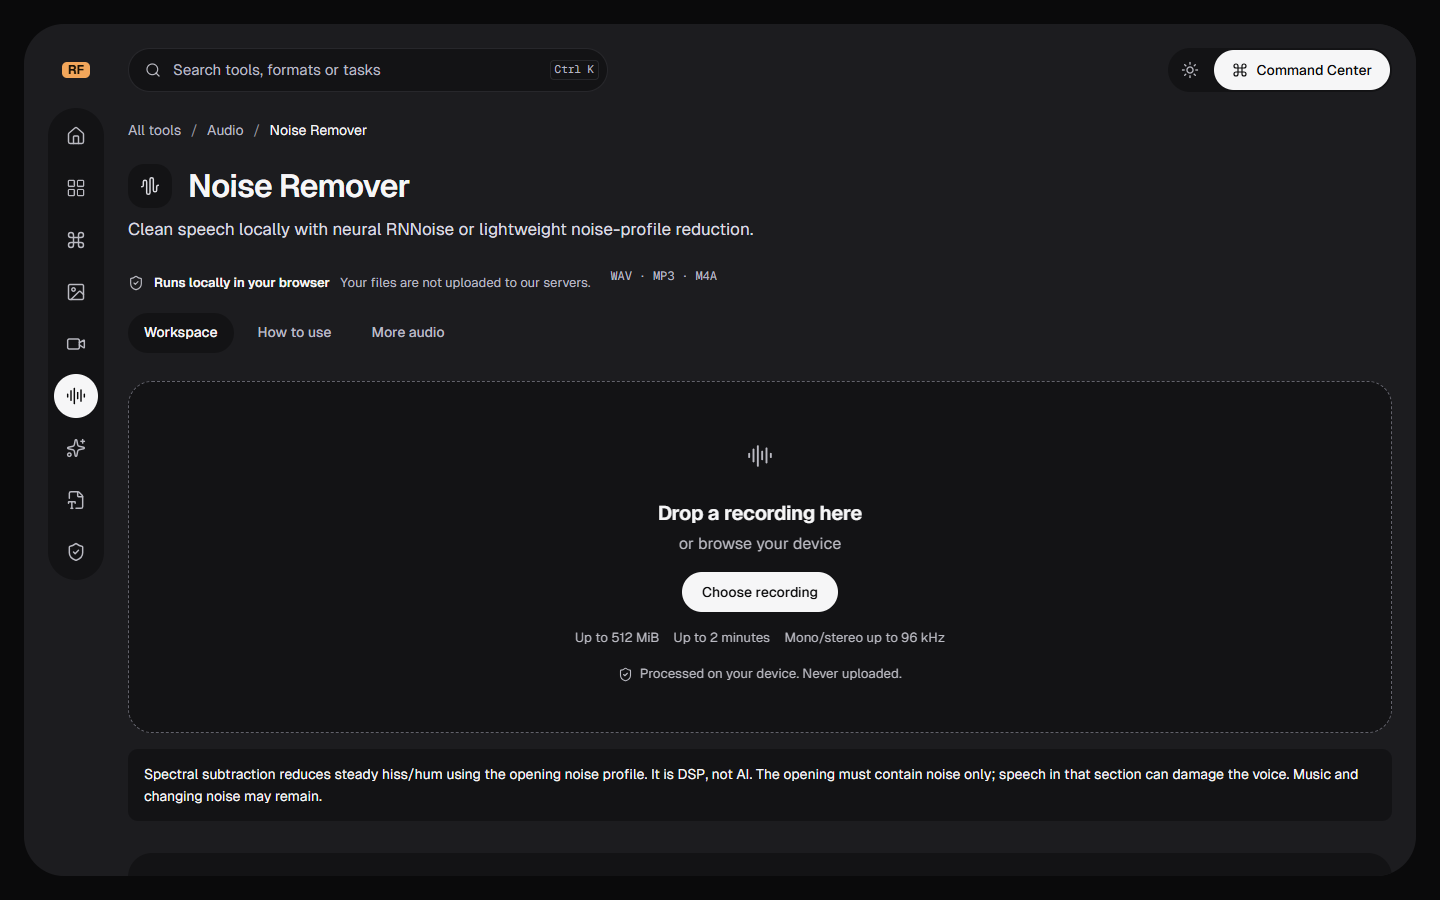 RF
Search tools, formats or tasks
Ctrl K
Command Center
All tools / Audio / Noise Remover
Noise Remover
Clean speech locally with neural RNNoise or lightweight noise-profile reduction.
Runs locally in your browser Your files are not uploaded to our servers. WAV · MP3 · M4A
Workspace How to use More audio
Drop a recording here
or browse your device
Choose recording
Up to 512 MiB Up to 2 minutes Mono/stereo up to 96 kHz
Processed on your device. Never uploaded.
Spectral subtraction reduces steady hiss/hum using the opening noise profile. It is DSP, not AI. The opening must contain noise only; speech in that section can damage the voice. Music and
changing noise may remain.